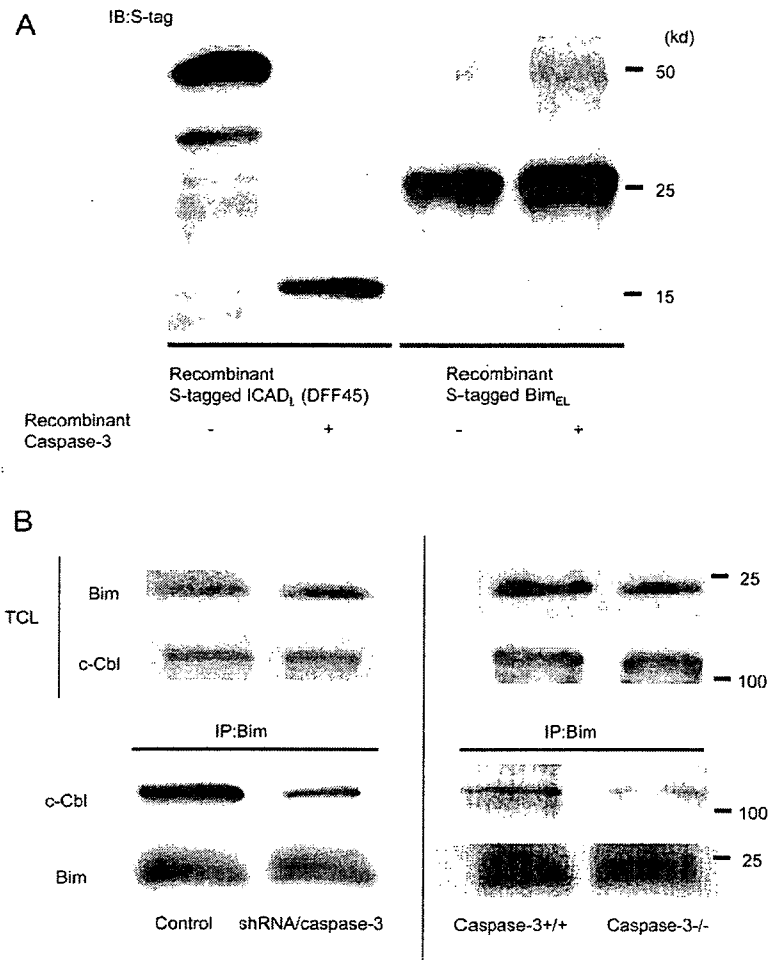 A
IB:S-tag
(kd)
50
25
15
Recombinant
S-tagged ICAD_L (DFF45)
Recombinant
S-tagged Bim_EL
Recombinant
Caspase-3
- + - +
B
TCL
Bim
25
c-Cbl
100
IP:Bim IP:Bim
c-Cbl
100
Bim
25
Control shRNA/caspase-3 Caspase-3+/+ Caspase-3-/-